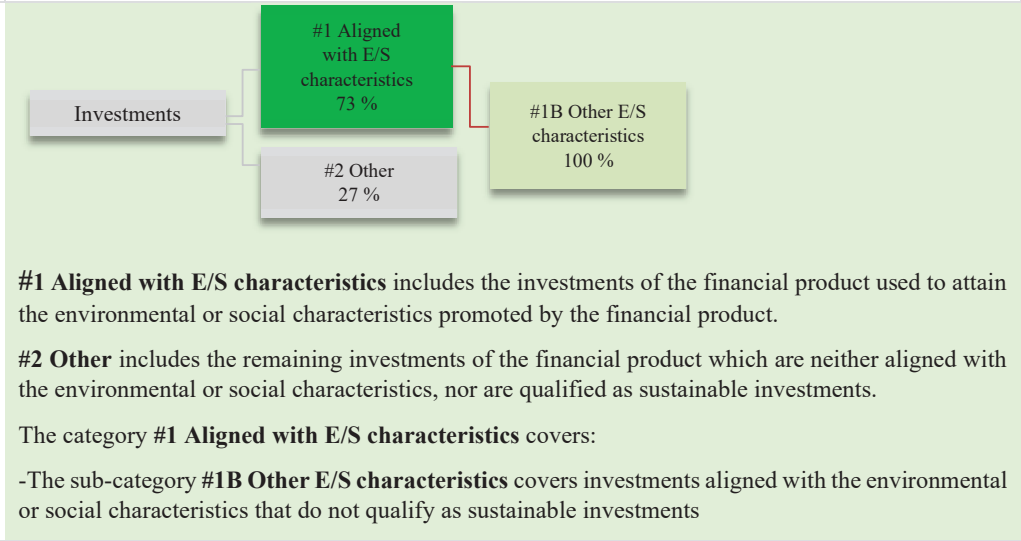 #1 Aligned
with E/S
characteristics
73 %
Investments
#1B Other E/S
characteristics
100 %
#2 Other
27 %
#1 Aligned with E/S characteristics includes the investments of the financial product used to attain
the environmental or social characteristics promoted by the financial product.
#2 Other includes the remaining investments of the financial product which are neither aligned with
the environmental or social characteristics, nor are qualified as sustainable investments.
The category #1 Aligned with E/S characteristics covers:
-The sub-category #1B Other E/S characteristics covers investments aligned with the environmental
or social characteristics that do not qualify as sustainable investments